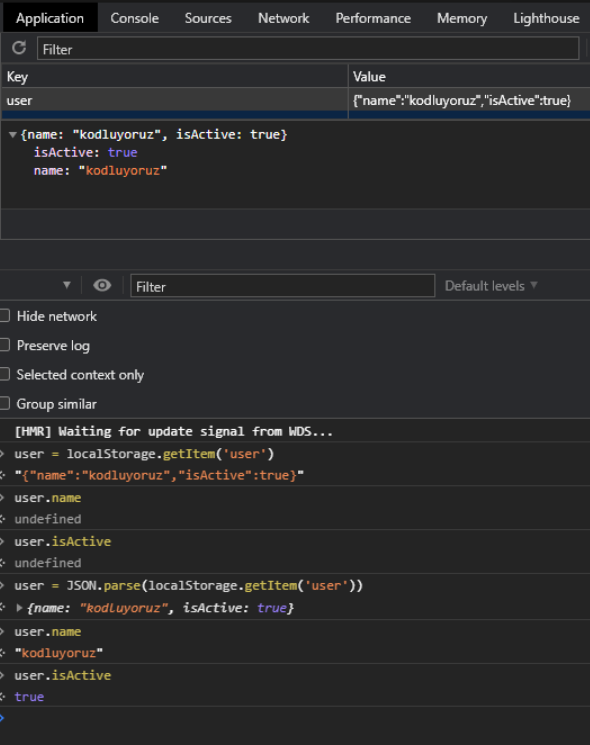 Application Console Sources Network Performance Memory Lighthouse
Filter
Key Value
user {"name":"kodluyoruz","isActive":true}
{name: "kodluyoruz", isActive: true}
isActive: true
name: "kodluyoruz"
Filter Default levels
Hide network
Preserve log
Selected context only
Group similar
[HMR] Waiting for update signal from WDS...
user = localStorage.getItem('user')
"{"name":"kodluyoruz","isActive":true}"
user.name
undefined
user.isActive
undefined
user = JSON.parse(localStorage.getItem('user'))
{name: "kodluyoruz", isActive: true}
user.name
"kodluyoruz"
user.isActive
true